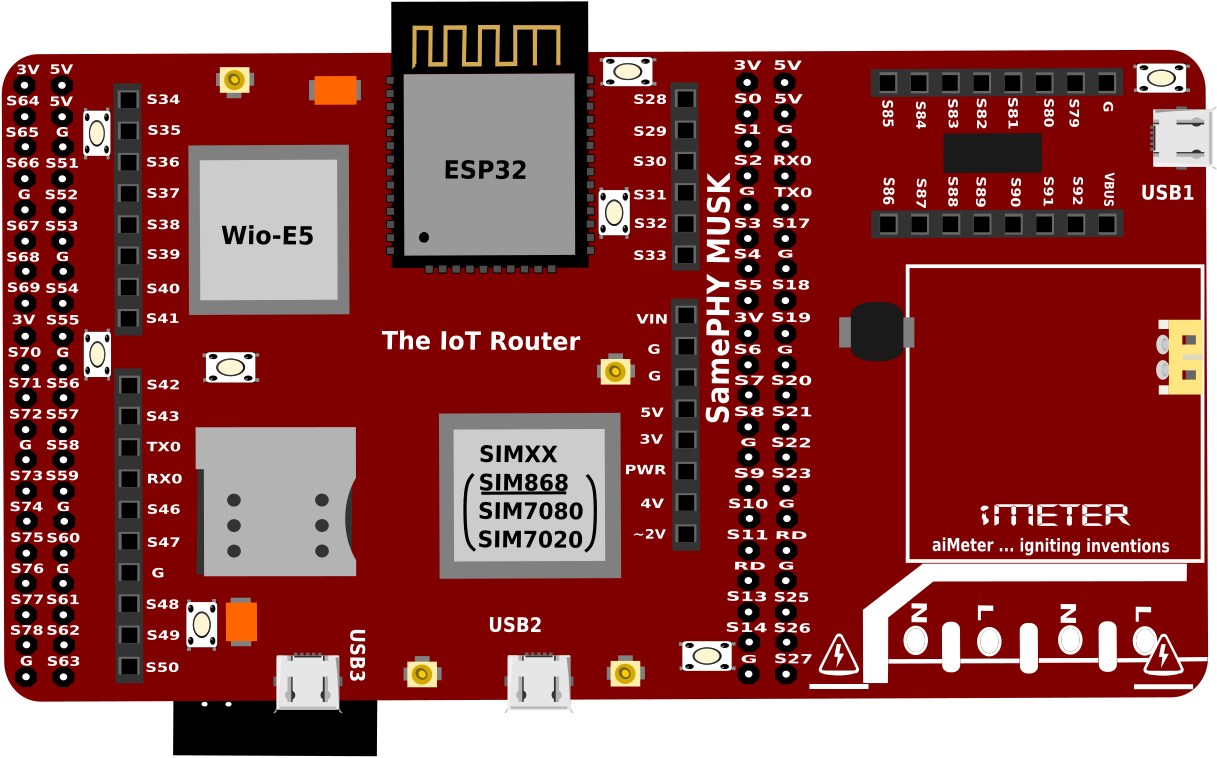 3V 5V
S64 5V
S65 G
S66 S51
G S52
S67 S53
S68 G
S69 S54
3V S55
S70 G
S71 S56
S72 S57
G S58
S73 S59
S74 G
S75 S60
S76 G
S77 S61
S78 S62
G S63
S34
S35
S36
S37
S38
S39
S40
S41
S42
S43
TX0
RX0
S46
S47
G
S48
S49
S50
Wio-E5
ESP32
The IoT Router
SIMXX
SIM868
SIM7080
SIM7020
USB3
USB2
S28
S29
S30
S31
S32
S33
VIN
G
G
5V
3V
PWR
4V
~2V
SamePHY MUSK
3V 5V
S0 5V
S1 G
S2 RX0
G TX0
S3 S17
S4 G
S5 S18
3V S19
S6 G
S7 S20
S8 S21
G S22
S9 S23
S10 G
S11 RD
RD G
S13 S25
S14 S26
G S27
S85 S84 S83 S82 S81 S80 S79 G
S86 S87 S88 S89 S90 S91 S92 VBUS
USB1
iMETER
aiMeter ... igniting inventions
N L N L